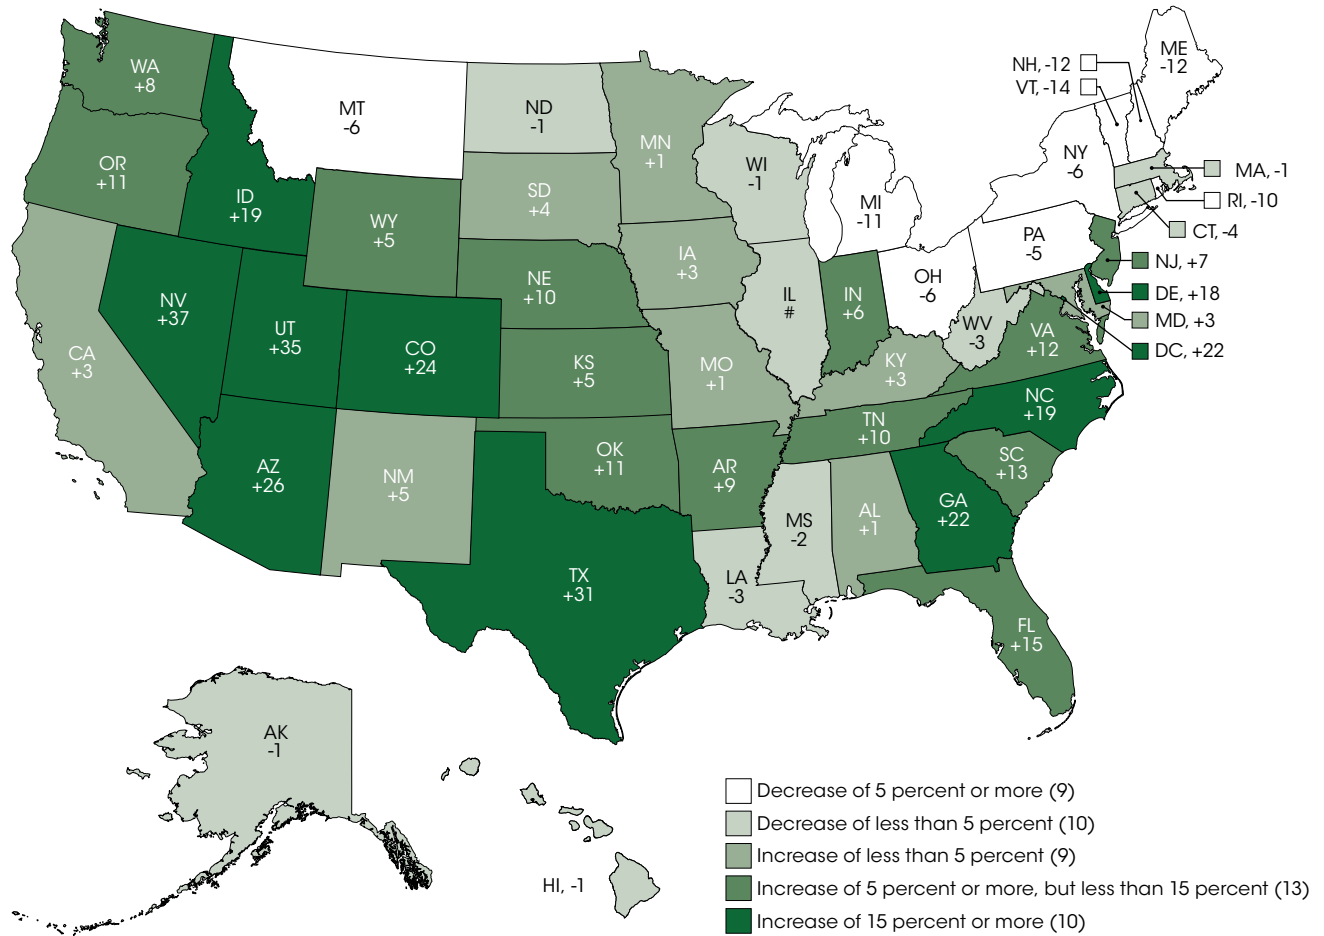 ME
-12
NH, -12
VT, -14
WA
+8
MT
-6
ND
-1
MN
+1
WI
-1
NY
-6
MA, -1
OR
+11
ID
+19
SD
+4
MI
-11
RI, -10
WY
+5
PA
-5
CT, -4
NJ, +7
IA
+3
NE
+10
OH
-6
DE, +18
NV
+37
IL
#
IN
+6
MD, +3
UT
+35
WV
-3
VA
+12
DC, +22
CA
+3
CO
+24
KS
+5
MO
+1
KY
+3
NC
+19
TN
+10
AZ
+26
NM
+5
OK
+11
AR
+9
SC
+13
MS
-2
AL
+1
GA
+22
TX
+31
LA
-3
FL
+15
AK
-1
HI, -1
Decrease of 5 percent or more (9)
Decrease of less than 5 percent (10)
Increase of less than 5 percent (9)
Increase of 5 percent or more, but less than 15 percent (13)
Increase of 15 percent or more (10)